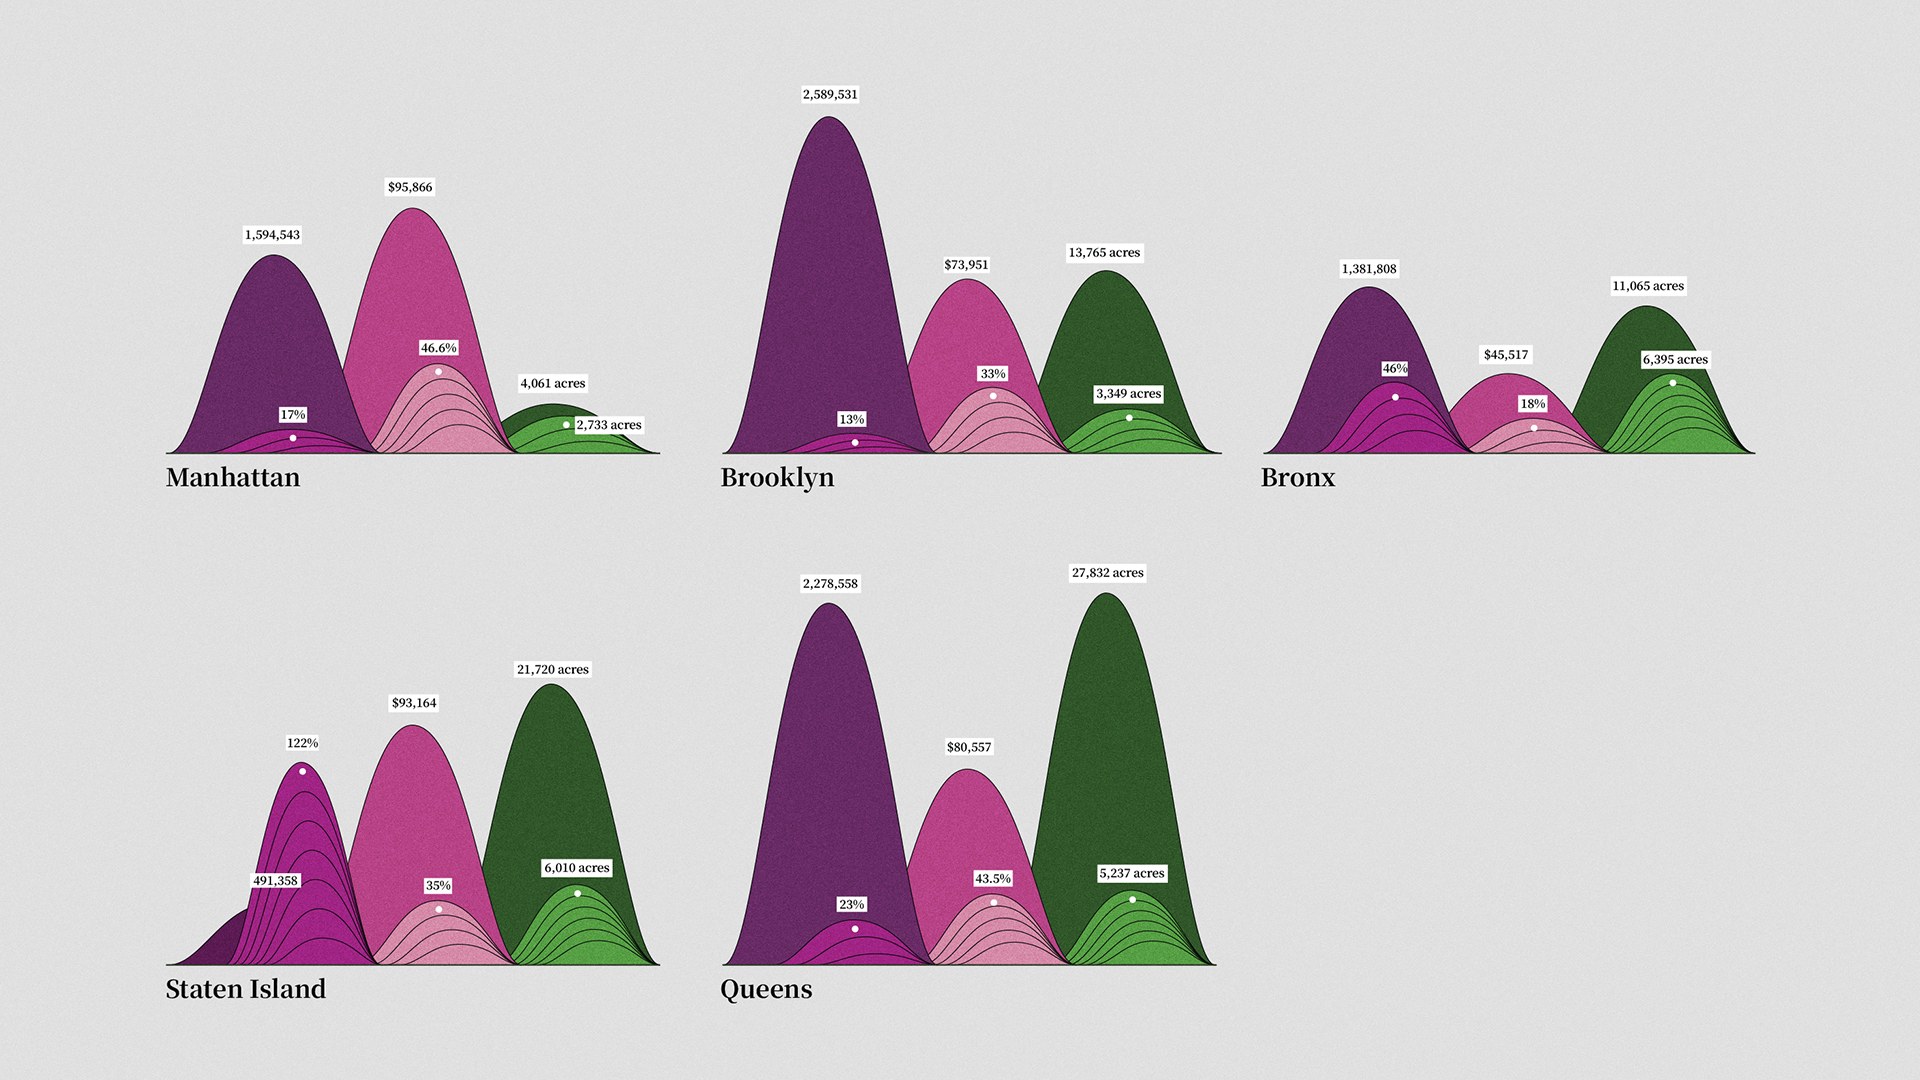 1,594,543
17%
$95,866
46.6%
4,061 acres
2,733 acres
Manhattan
2,589,531
13%
$73,951
33%
13,765 acres
3,349 acres
Brooklyn
1,381,808
46%
$45,517
18%
11,065 acres
6,395 acres
Bronx
122%
491,358
$93,164
35%
21,720 acres
6,010 acres
Staten Island
2,278,558
23%
$80,557
43.5%
27,832 acres
5,237 acres
Queens